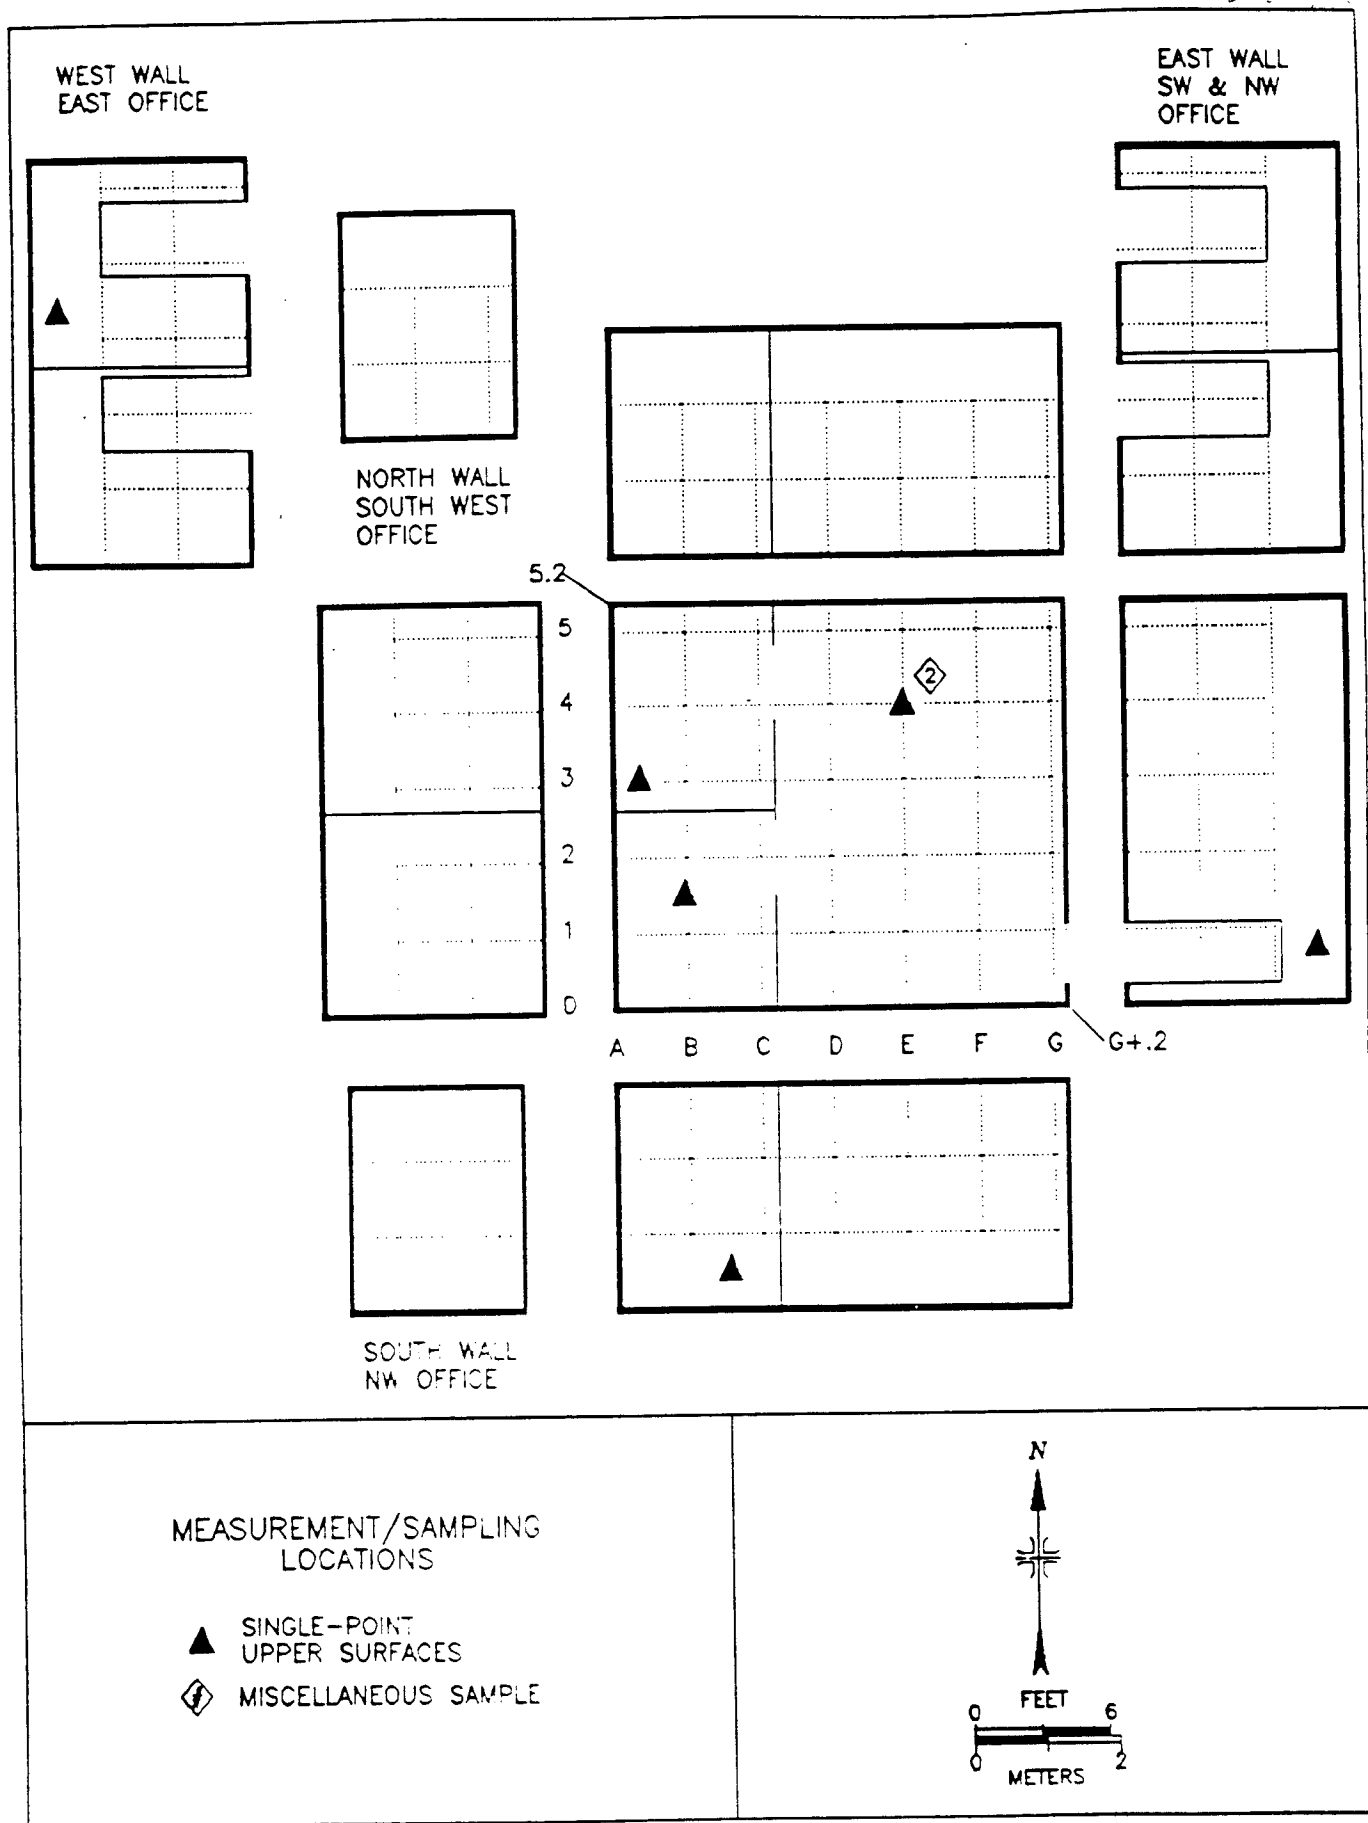 WEST WALL
EAST OFFICE
EAST WALL
SW & NW
OFFICE
NORTH WALL
SOUTH WEST
OFFICE
5.2
5
4
3
2
1
0
2
A B C D E F G
G+.2
SOUTH WALL
NW OFFICE
MEASUREMENT/SAMPLING
LOCATIONS
SINGLE-POINT
UPPER SURFACES
# MISCELLANEOUS SAMPLE
N
FEET
0 6
0 2
METERS